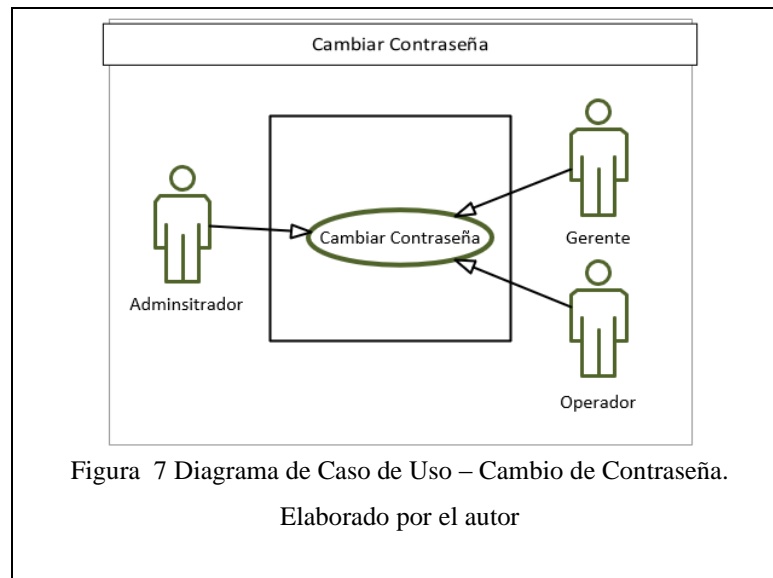 Cambiar Contraseña
Gerente
Cambiar Contraseña
Adminsitrador
Operador
Figura 7 Diagrama de Caso de Uso – Cambio de Contraseña.
Elaborado por el autor